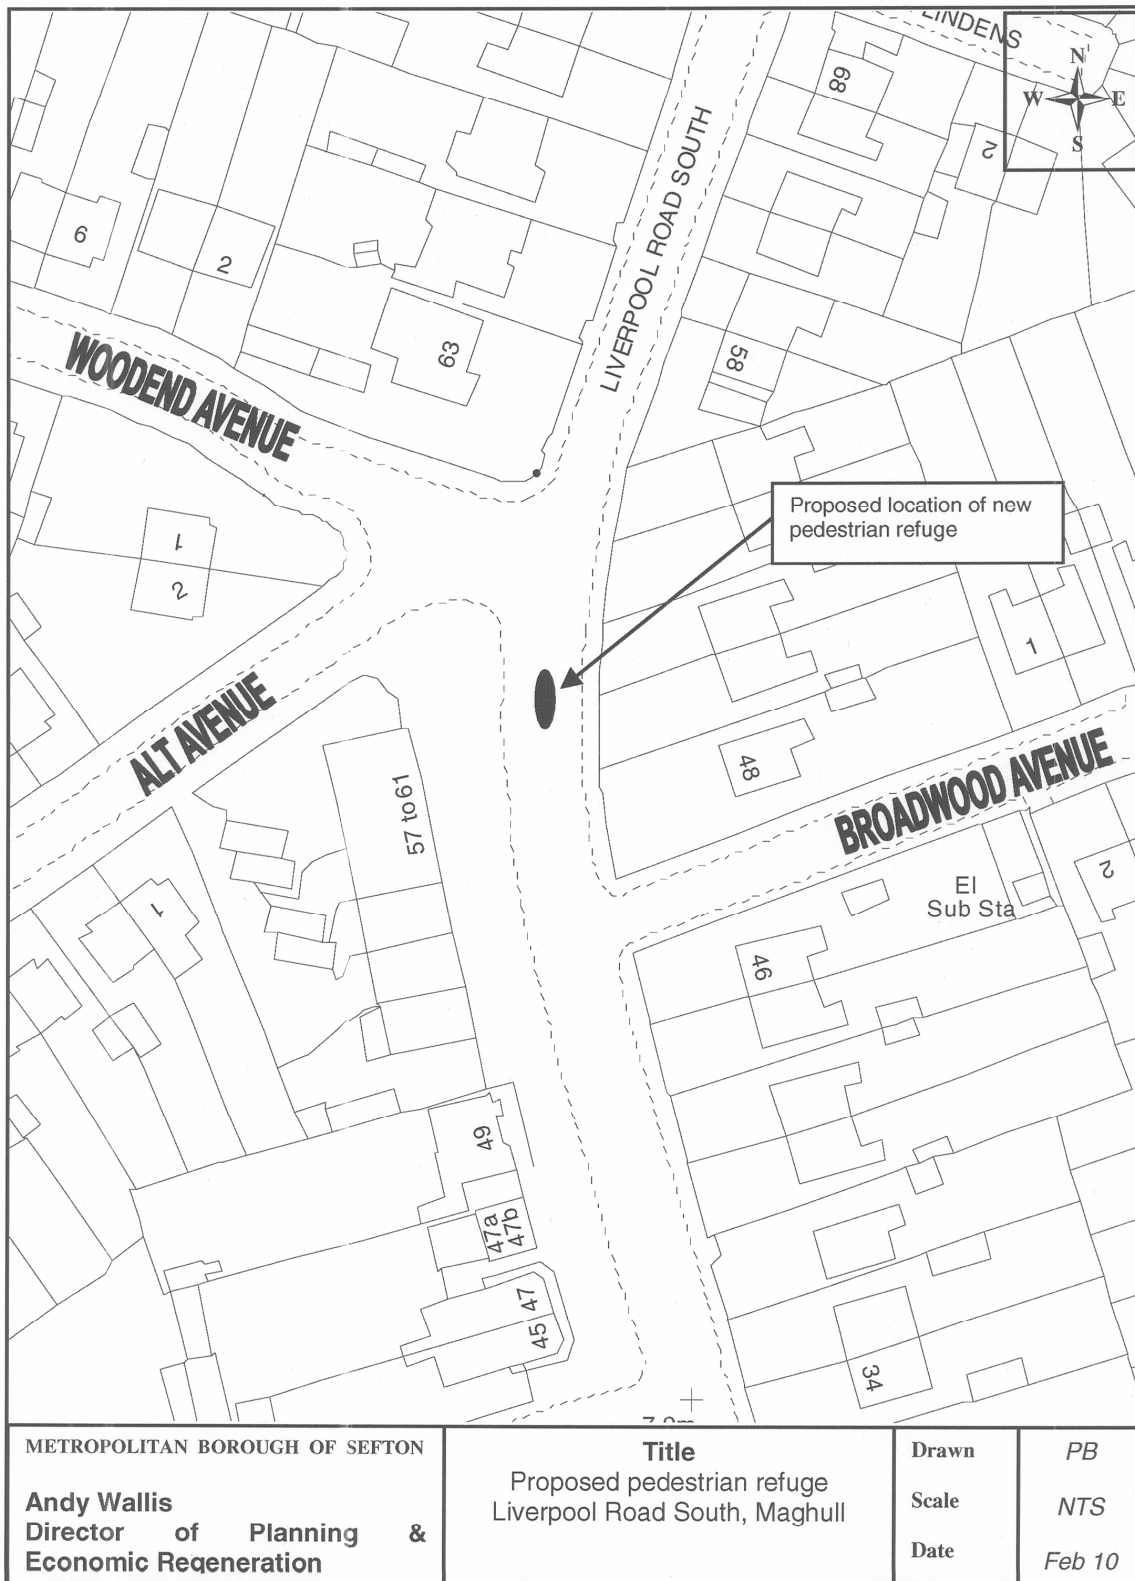 LINDENS
N
W E
S
89
2
6
2
LIVERPOOL ROAD SOUTH
63
58
WOODEND AVENUE
Proposed location of new
pedestrian refuge
1
2
1
ALT AVENUE
48
BROADWOOD AVENUE
57 to 61
El
Sub Sta
2
1
46
49
47a
47b
47
45
34
METROPOLITAN BOROUGH OF SEFTON
Andy Wallis
Director of Planning &
Economic Regeneration
Title
Proposed pedestrian refuge
Liverpool Road South, Maghull
Drawn PB
Scale NTS
Date Feb 10